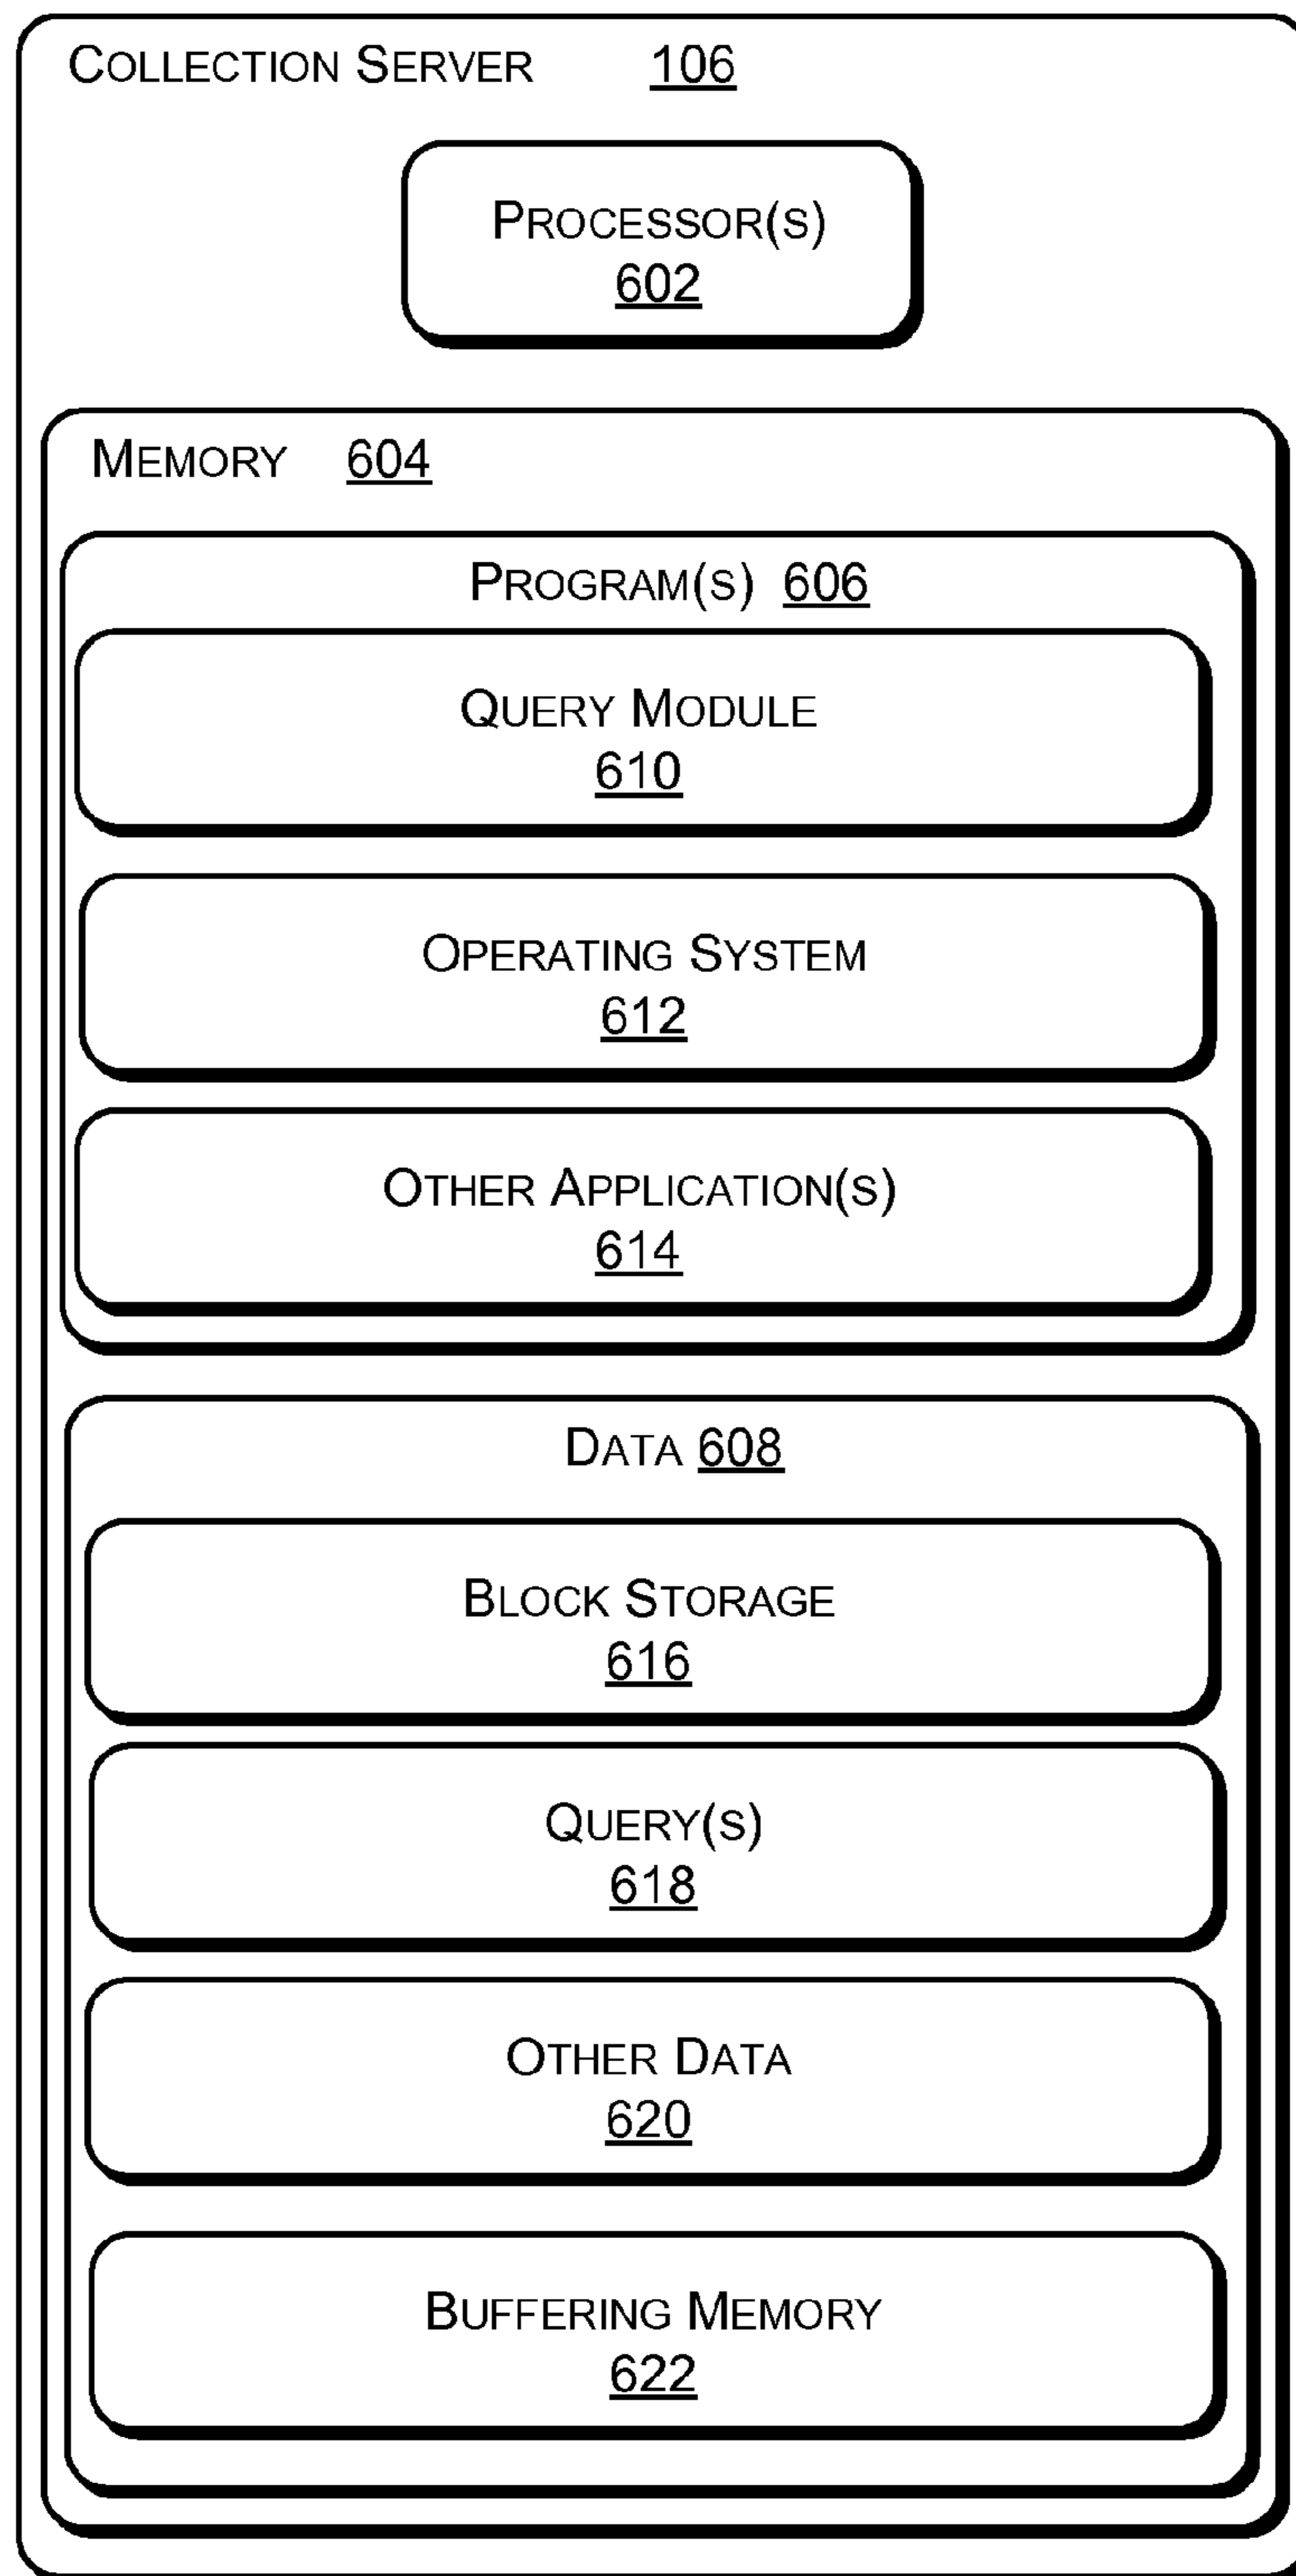 COLLECTION SERVER 106
PROCESSOR(S)
602
MEMORY 604
PROGRAM(S) 606
QUERY MODULE
610
OPERATING SYSTEM
612
OTHER APPLICATION(S)
614
DATA 608
BLOCK STORAGE
616
QUERY(S)
618
OTHER DATA
620
BUFFERING MEMORY
622